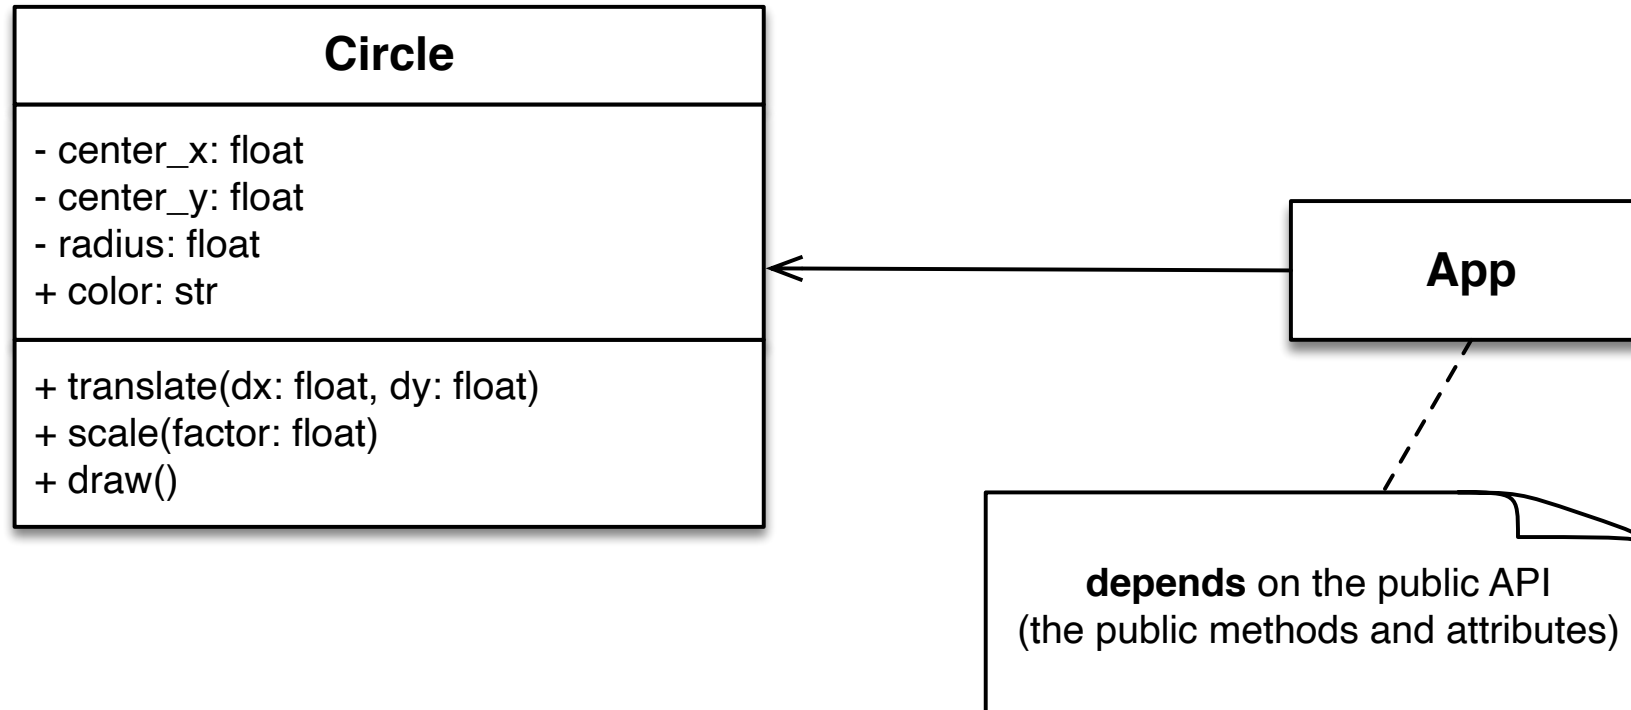 Circle
- center_x: float
- center_y: float
- radius: float
+ color: str
+ translate(dx: float, dy: float)
+ scale(factor: float)
+ draw()
App
depends on the public API
(the public methods and attributes)